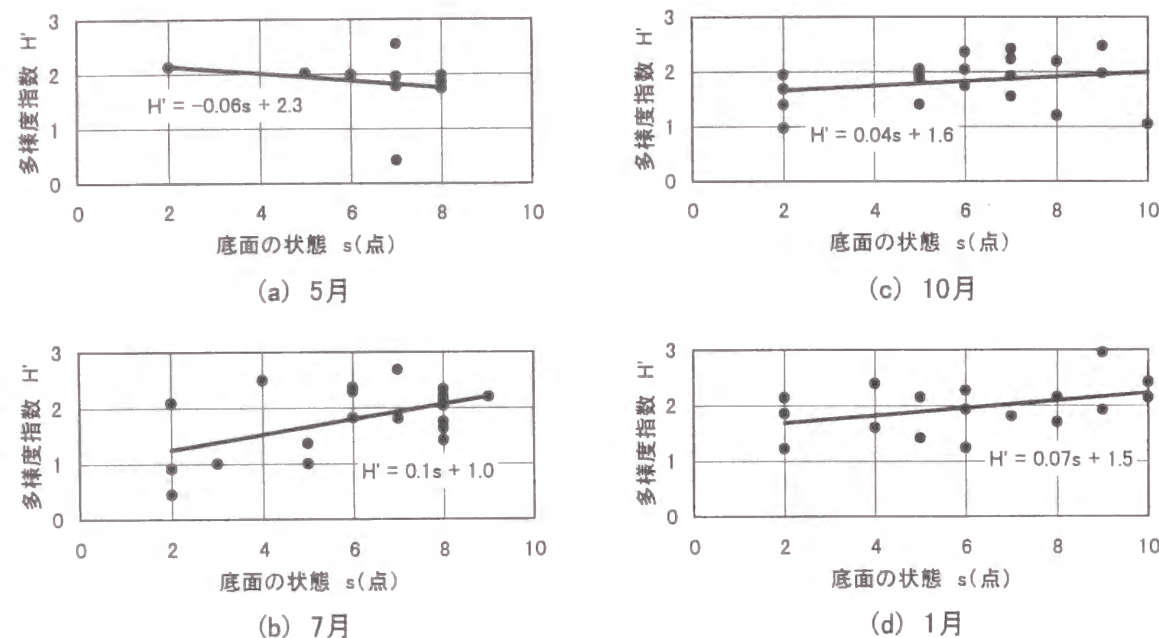 多様度指数 H'
3
2
1
0
H' = −0.06s + 2.3
0 2 4 6 8 10
底面の状態 s(点)
(a) 5月
多様度指数 H'
3
2
1
0
H' = 0.04s + 1.6
0 2 4 6 8 10
底面の状態 s(点)
(c) 10月
多様度指数 H'
3
2
1
0
H' = 0.1s + 1.0
0 2 4 6 8 10
底面の状態 s(点)
(b) 7月
多様度指数 H'
3
2
1
0
H' = 0.07s + 1.5
0 2 4 6 8 10
底面の状態 s(点)
(d) 1月